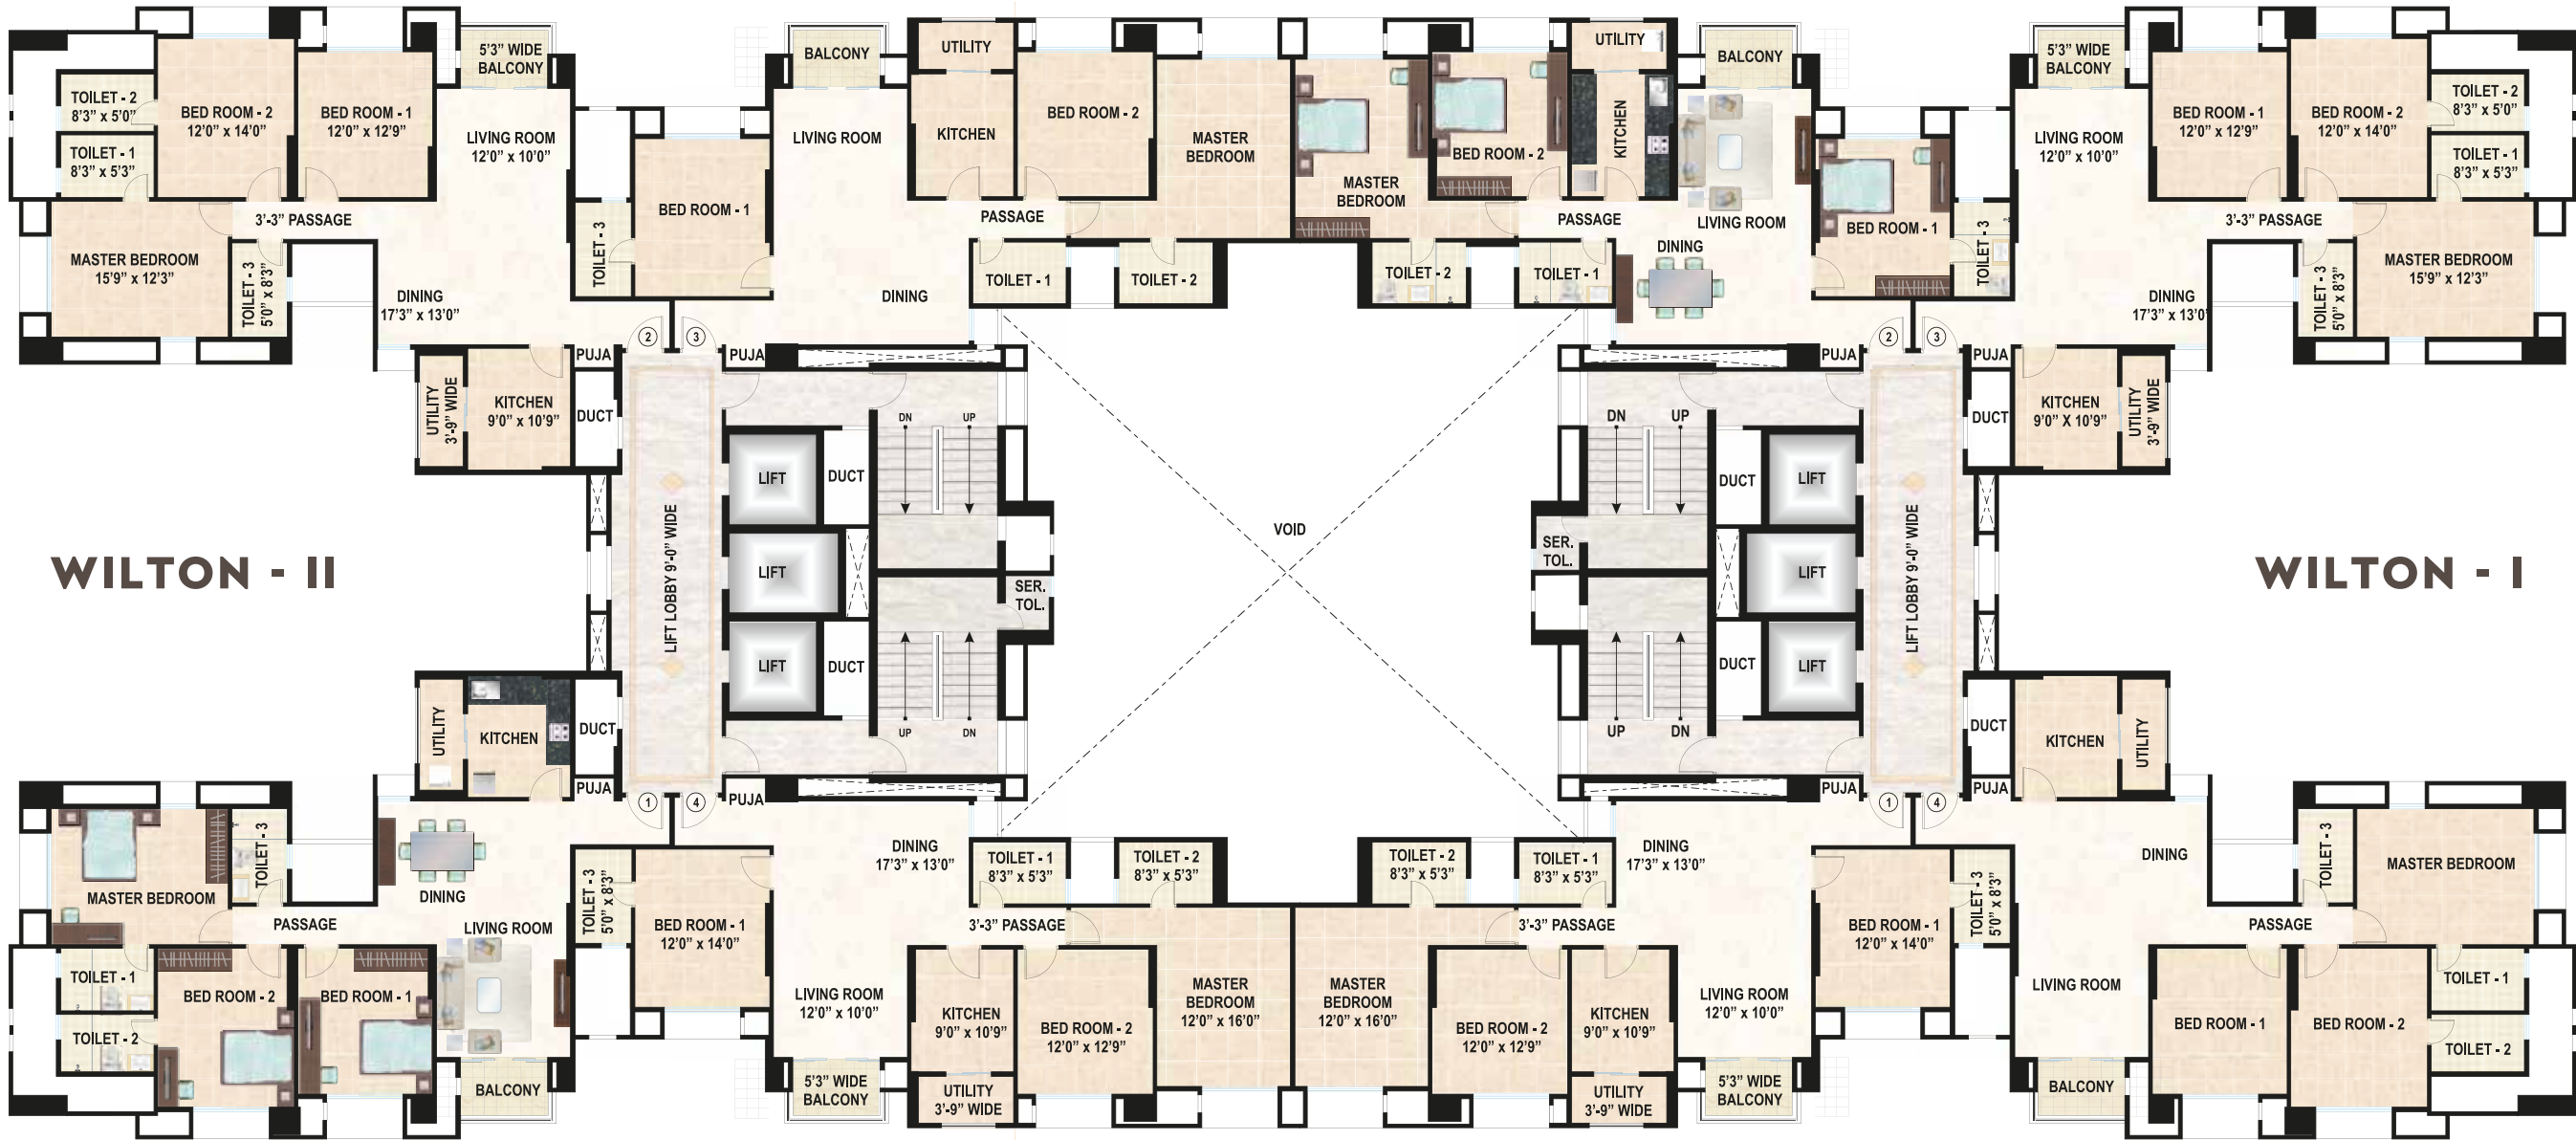 5'3" WIDE
BALCONY
TOILET - 2
8'3" x 5'0"
BED ROOM - 2
12'0" x 14'0"
BED ROOM - 1
12'0" x 12'9"
LIVING ROOM
12'0" x 10'0"
TOILET - 1
8'3" x 5'3"
3'-3" PASSAGE
MASTER BEDROOM
15'9" x 12'3"
TOILET - 3
5'0" x 8'3"
DINING
17'3" x 13'0"
PUJA
UTILITY
3'-9" WIDE
KITCHEN
9'0" x 10'9"
DUCT
2
BALCONY
UTILITY
LIVING ROOM
KITCHEN
BED ROOM - 2
MASTER
BEDROOM
BED ROOM - 1
TOILET - 3
PASSAGE
TOILET - 1
TOILET - 2
DINING
3
PUJA
UTILITY
BALCONY
KITCHEN
BED ROOM - 2
MASTER
BEDROOM
PASSAGE
LIVING ROOM
BED ROOM - 1
DINING
TOILET - 2
TOILET - 1
TOILET - 3
2
PUJA
5'3" WIDE
BALCONY
LIVING ROOM
12'0" x 10'0"
BED ROOM - 1
12'0" x 12'9"
BED ROOM - 2
12'0" x 14'0"
TOILET - 2
8'3" x 5'0"
TOILET - 1
8'3" x 5'3"
3'-3" PASSAGE
MASTER BEDROOM
15'9" x 12'3"
TOILET - 3
5'0" x 8'3"
DINING
17'3" x 13'0"
3
PUJA
DUCT
KITCHEN
9'0" X 10'9"
UTILITY
3'-9" WIDE
WILTON - II
LIFT LOBBY 9'-0" WIDE
LIFT
DUCT
LIFT
LIFT
DUCT
DN
UP
SER.
TOL.
UP
DN
VOID
DN
UP
SER.
TOL.
UP
DN
DUCT
LIFT
LIFT
DUCT
LIFT
LIFT LOBBY 9'-0" WIDE
WILTON - I
UTILITY
KITCHEN
DUCT
PUJA
1
MASTER BEDROOM
TOILET - 3
DINING
PASSAGE
LIVING ROOM
TOILET - 1
TOILET - 2
BED ROOM - 2
BED ROOM - 1
BALCONY
4
PUJA
TOILET - 3
5'0" x 8'3"
BED ROOM - 1
12'0" x 14'0"
DINING
17'3" x 13'0"
TOILET - 1
8'3" x 5'3"
TOILET - 2
8'3" x 5'3"
3'-3" PASSAGE
LIVING ROOM
12'0" x 10'0"
KITCHEN
9'0" x 10'9"
BED ROOM - 2
12'0" x 12'9"
MASTER
BEDROOM
12'0" x 16'0"
5'3" WIDE
BALCONY
UTILITY
3'-9" WIDE
PUJA
1
TOILET - 2
8'3" x 5'3"
TOILET - 1
8'3" x 5'3"
DINING
17'3" x 13'0"
3'-3" PASSAGE
BED ROOM - 1
12'0" x 14'0"
TOILET - 3
5'0" x 8'3"
MASTER
BEDROOM
12'0" x 16'0"
BED ROOM - 2
12'0" x 12'9"
KITCHEN
9'0" x 10'9"
LIVING ROOM
12'0" x 10'0"
UTILITY
3'-9" WIDE
5'3" WIDE
BALCONY
DUCT
KITCHEN
UTILITY
PUJA
4
DINING
TOILET - 3
MASTER BEDROOM
PASSAGE
LIVING ROOM
BED ROOM - 1
BED ROOM - 2
TOILET - 1
TOILET - 2
BALCONY